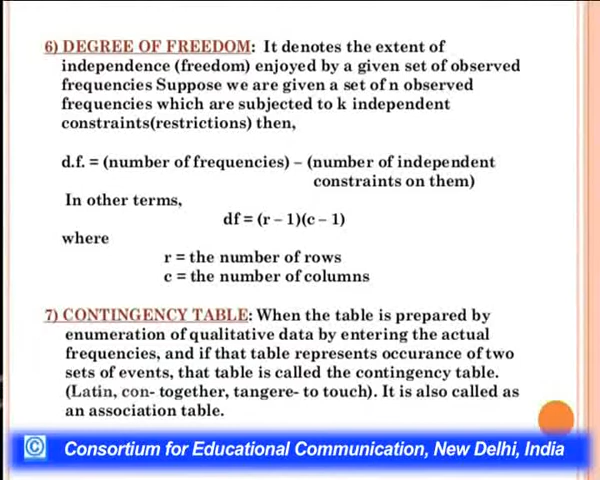 6) DEGREE OF FREEDOM: It denotes the extent of
independence (freedom) enjoyed by a given set of observed
frequencies Suppose we are given a set of n observed
frequencies which are subjected to k independent
constraints(restrictions) then,
d.f. = (number of frequencies) – (number of independent
constraints on them)
In other terms,
df = (r – 1)(c – 1)
where
r = the number of rows
c = the number of columns
7) CONTINGENCY TABLE: When the table is prepared by
enumeration of qualitative data by entering the actual
frequencies, and if that table represents occurance of two
sets of events, that table is called the contingency table.
(Latin, con- together, tangere- to touch). It is also called as
an association table.
© Consortium for Educational Communication, New Delhi, India